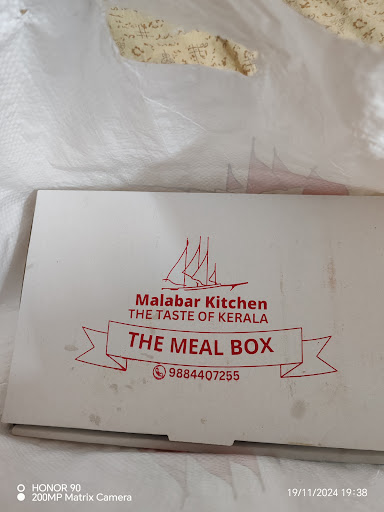 Malabar Kitchen
THE TASTE OF KERALA
THE MEAL BOX
9884407255
HONOR 90
200MP Matrix Camera
19/11/2024 19:38